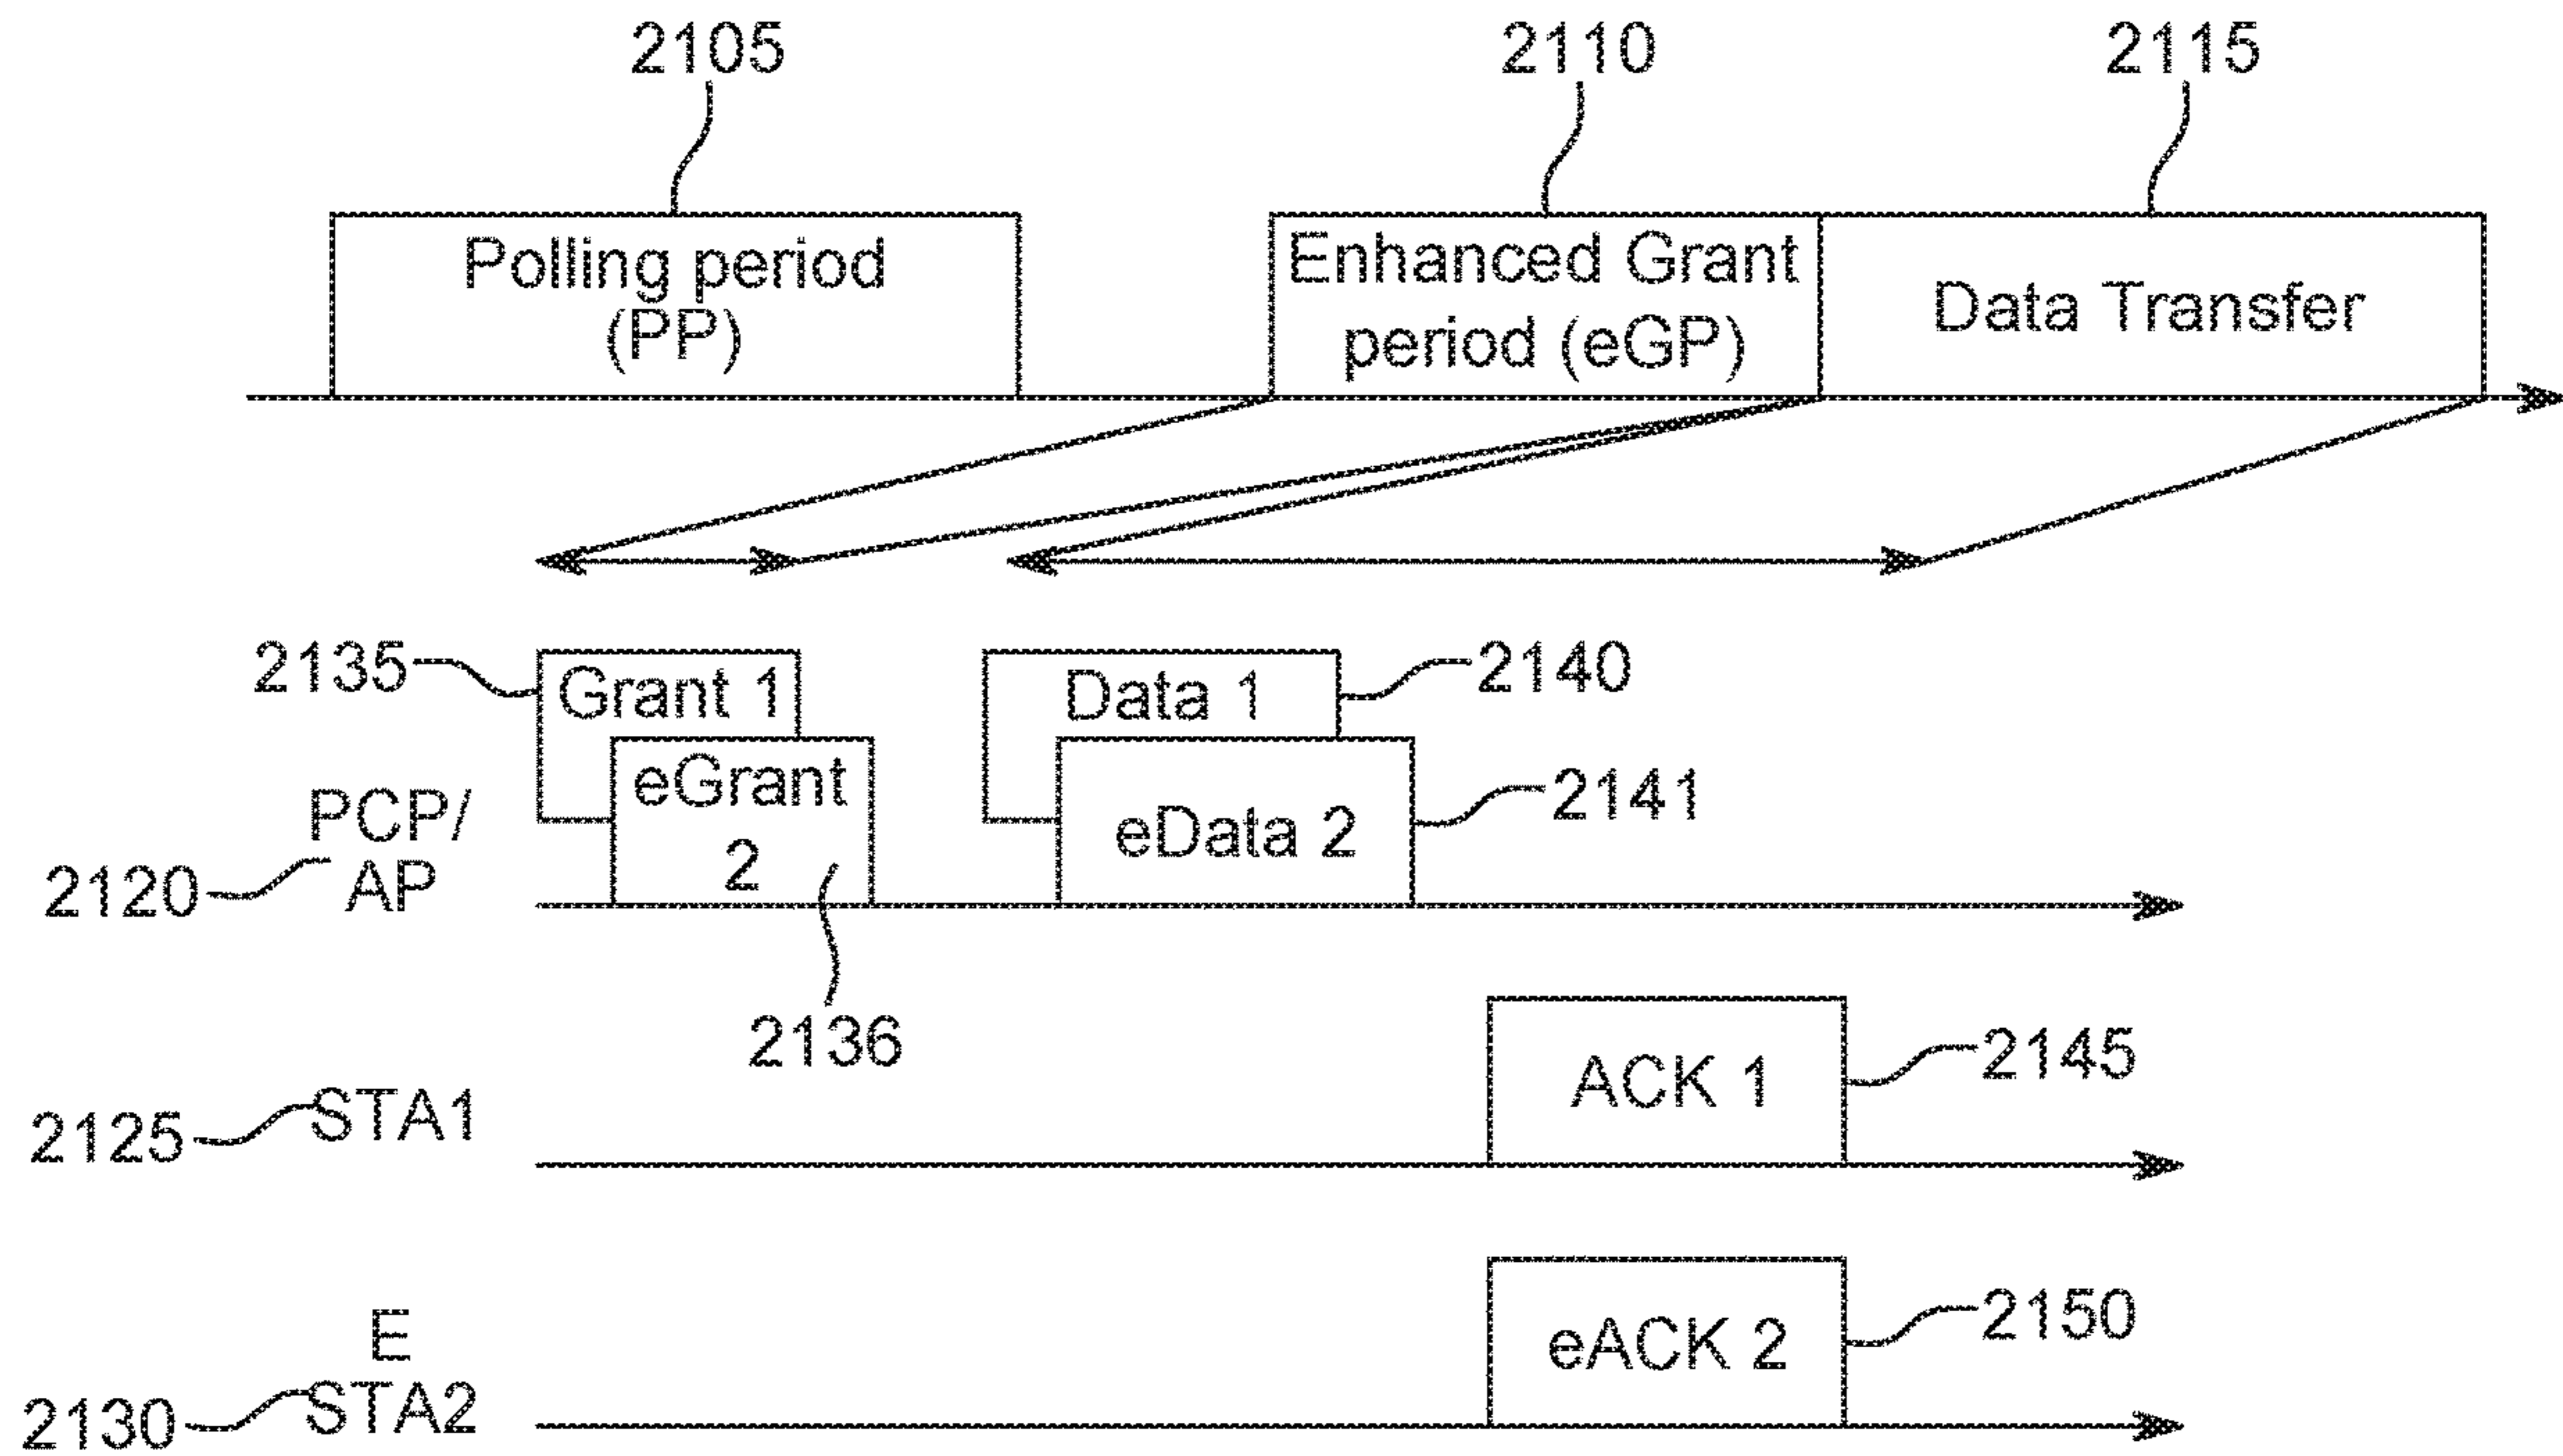 2105
2110
2115
Polling period
(PP)
Enhanced Grant
period (eGP)
Data Transfer
2135
Grant 1
Data 1
2140
eGrant
2
eData 2
2141
PCP/
AP
2120
2136
ACK 1
2145
STA1
2125
eACK 2
2150
E
STA2
2130